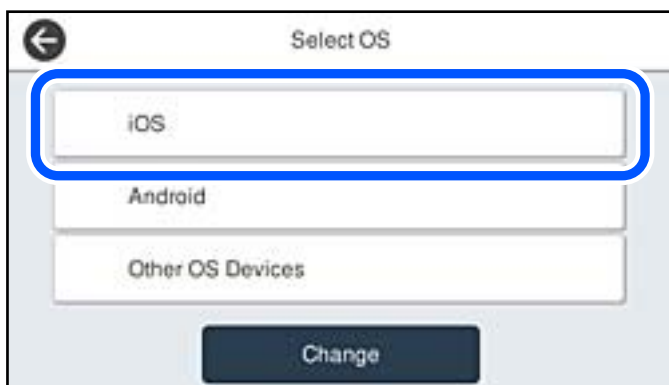 Select OS
iOS
Android
Other OS Devices
Change